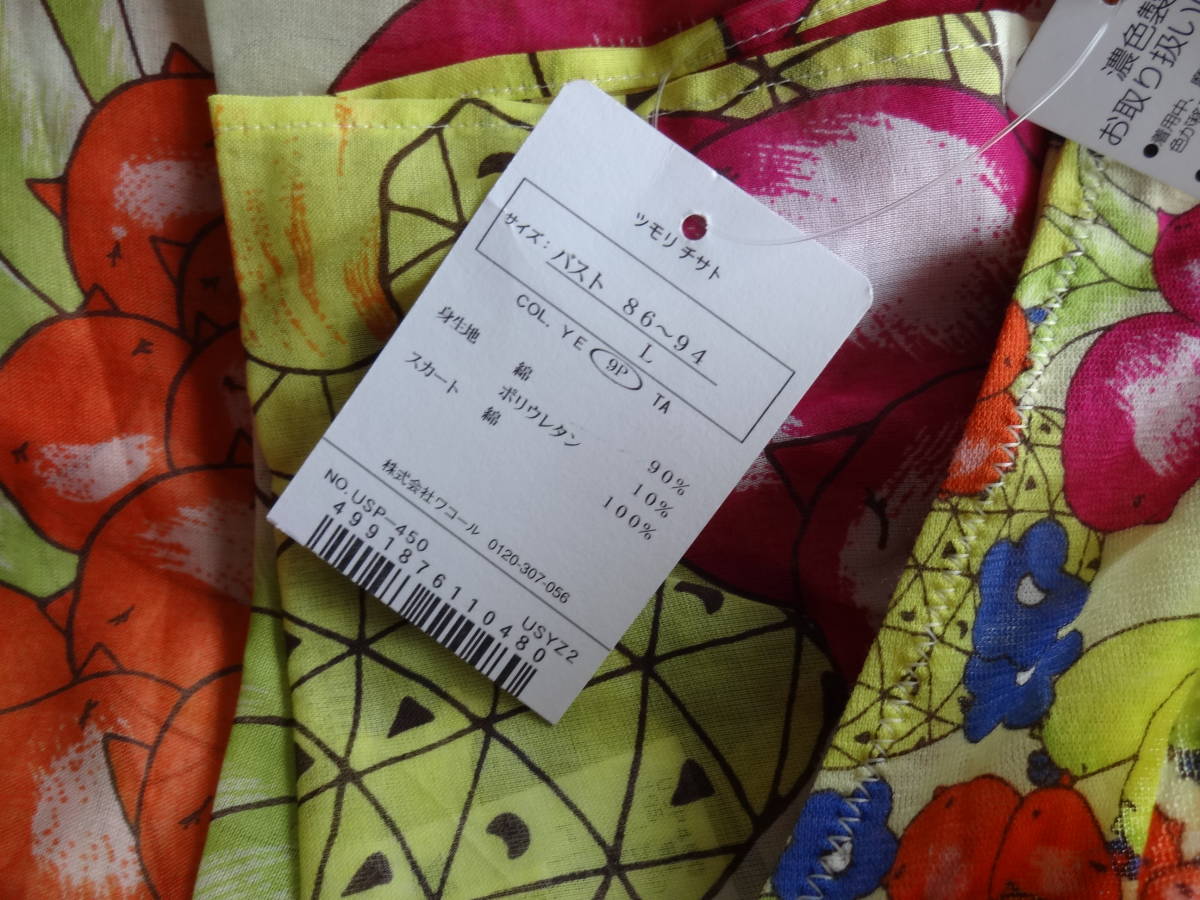 ツモリ チサト
サイズ: バスト 86~94
L
COL. YE 9P TA
身生地 綿 90%
ポリウレタン 10%
スカート 綿 100%
株式会社ワコール 0120-307-056
NO. USP-450 USYZ2
4991876110480
濃色製
お取り扱い
●着用中、